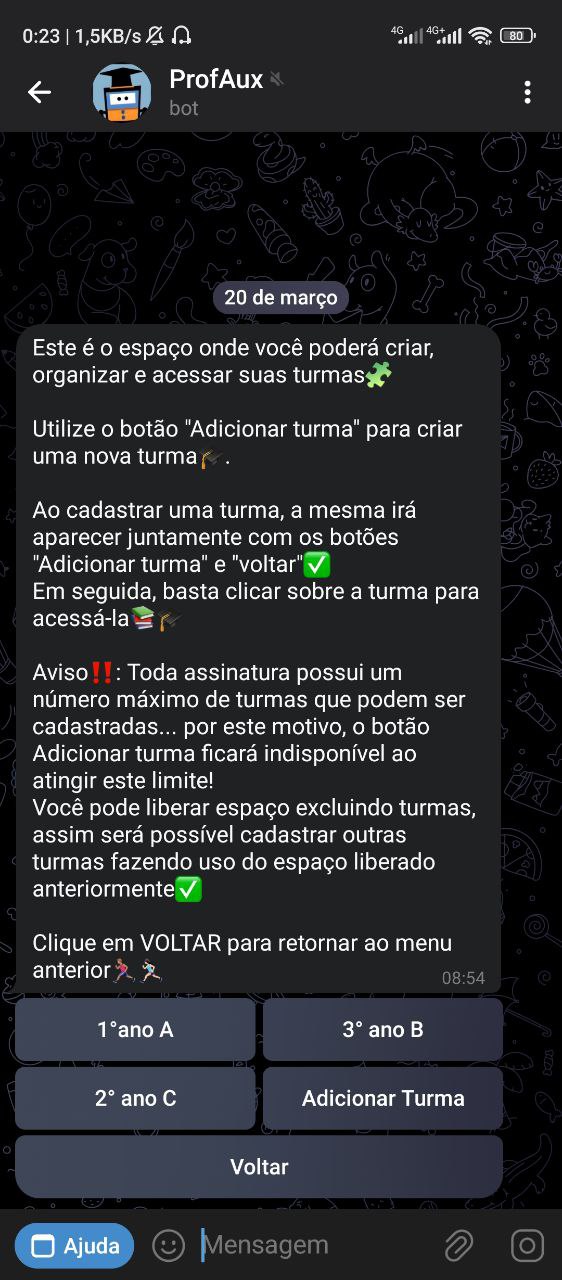 0:23 | 1,5KB/s
4G 4G+ 80
ProfAux
bot
20 de março
Este é o espaço onde você poderá criar,
organizar e acessar suas turmas🧩
Utilize o botão "Adicionar turma" para criar
uma nova turma🎓.
Ao cadastrar uma turma, a mesma irá
aparecer juntamente com os botões
"Adicionar turma" e "voltar"✅
Em seguida, basta clicar sobre a turma para
acessá-la📚🎓
Aviso‼️: Toda assinatura possui um
número máximo de turmas que podem ser
cadastradas... por este motivo, o botão
Adicionar turma ficará indisponível ao
atingir este limite!
Você pode liberar espaço excluindo turmas,
assim será possível cadastrar outras
turmas fazendo uso do espaço liberado
anteriormente✅
Clique em VOLTAR para retornar ao menu
anterior🏃🏽‍♀️🏃🏻
08:54
1°ano A
3° ano B
2° ano C
Adicionar Turma
Voltar
Ajuda
Mensagem